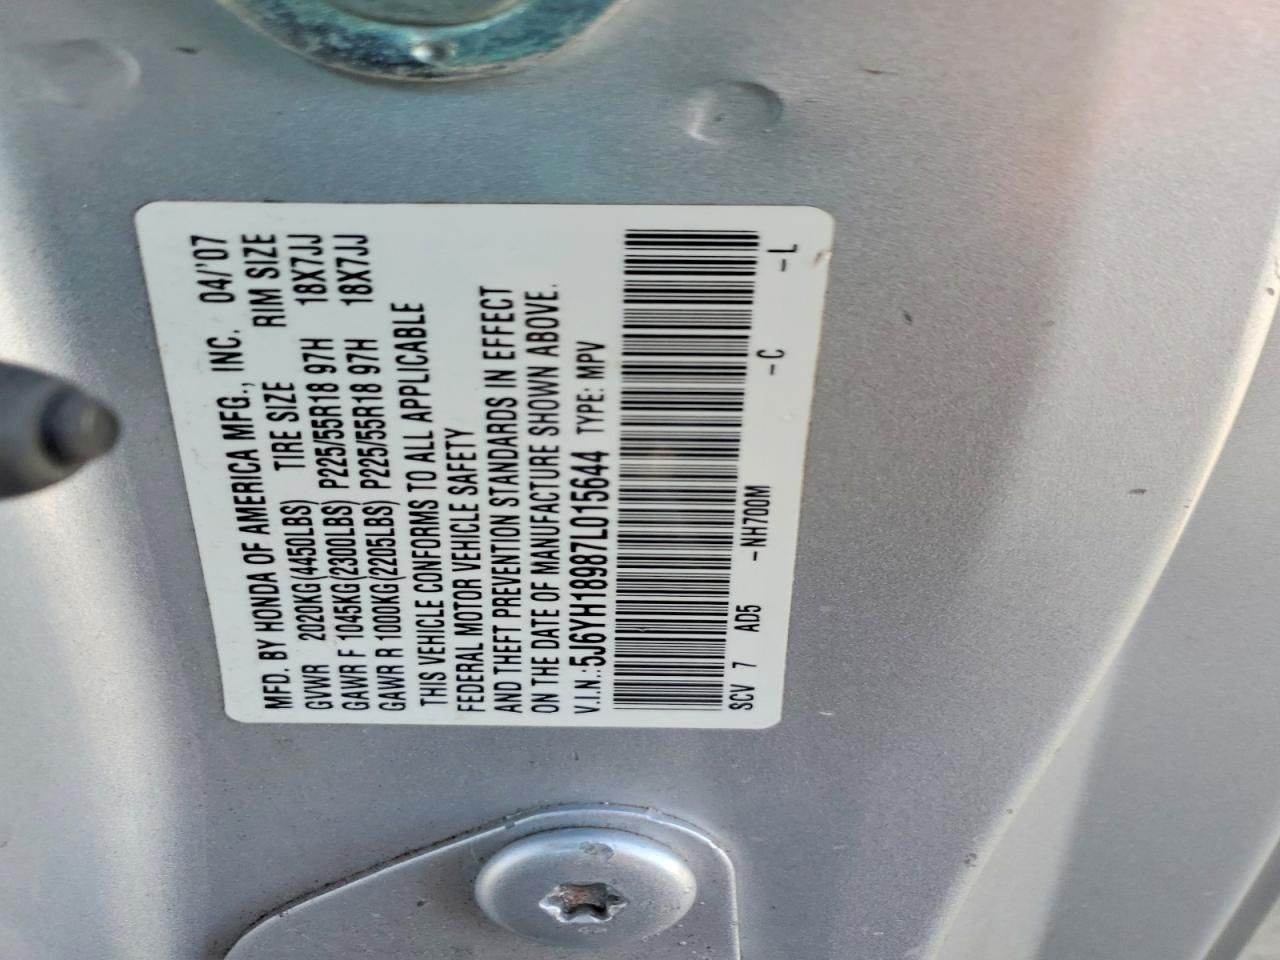 MFD. BY HONDA OF AMERICA MFG., INC. 04/'07
GVWR 2020KG(4450LBS) TIRE SIZE RIM SIZE
GAWR F 1045KG(2300LBS) P225/55R18 97H 18X7JJ
GAWR R 1000KG(2205LBS) P225/55R18 97H 18X7JJ
THIS VEHICLE CONFORMS TO ALL APPLICABLE
FEDERAL MOTOR VEHICLE SAFETY
AND THEFT PREVENTION STANDARDS IN EFFECT
ON THE DATE OF MANUFACTURE SHOWN ABOVE.
V.I.N.:5J6YH18987L015644 TYPE: MPV
SCV 7 AD5 -NH700M -C -L